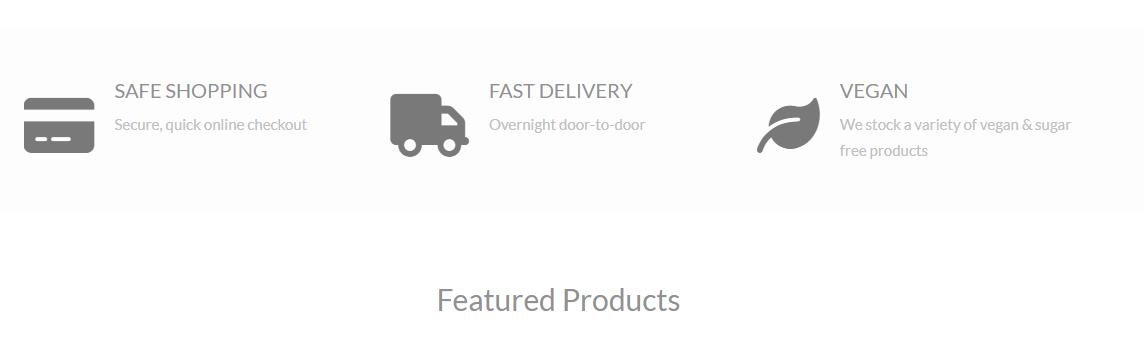 SAFE SHOPPING
Secure, quick online checkout
FAST DELIVERY
Overnight door-to-door
VEGAN
We stock a variety of vegan & sugar
free products
Featured Products